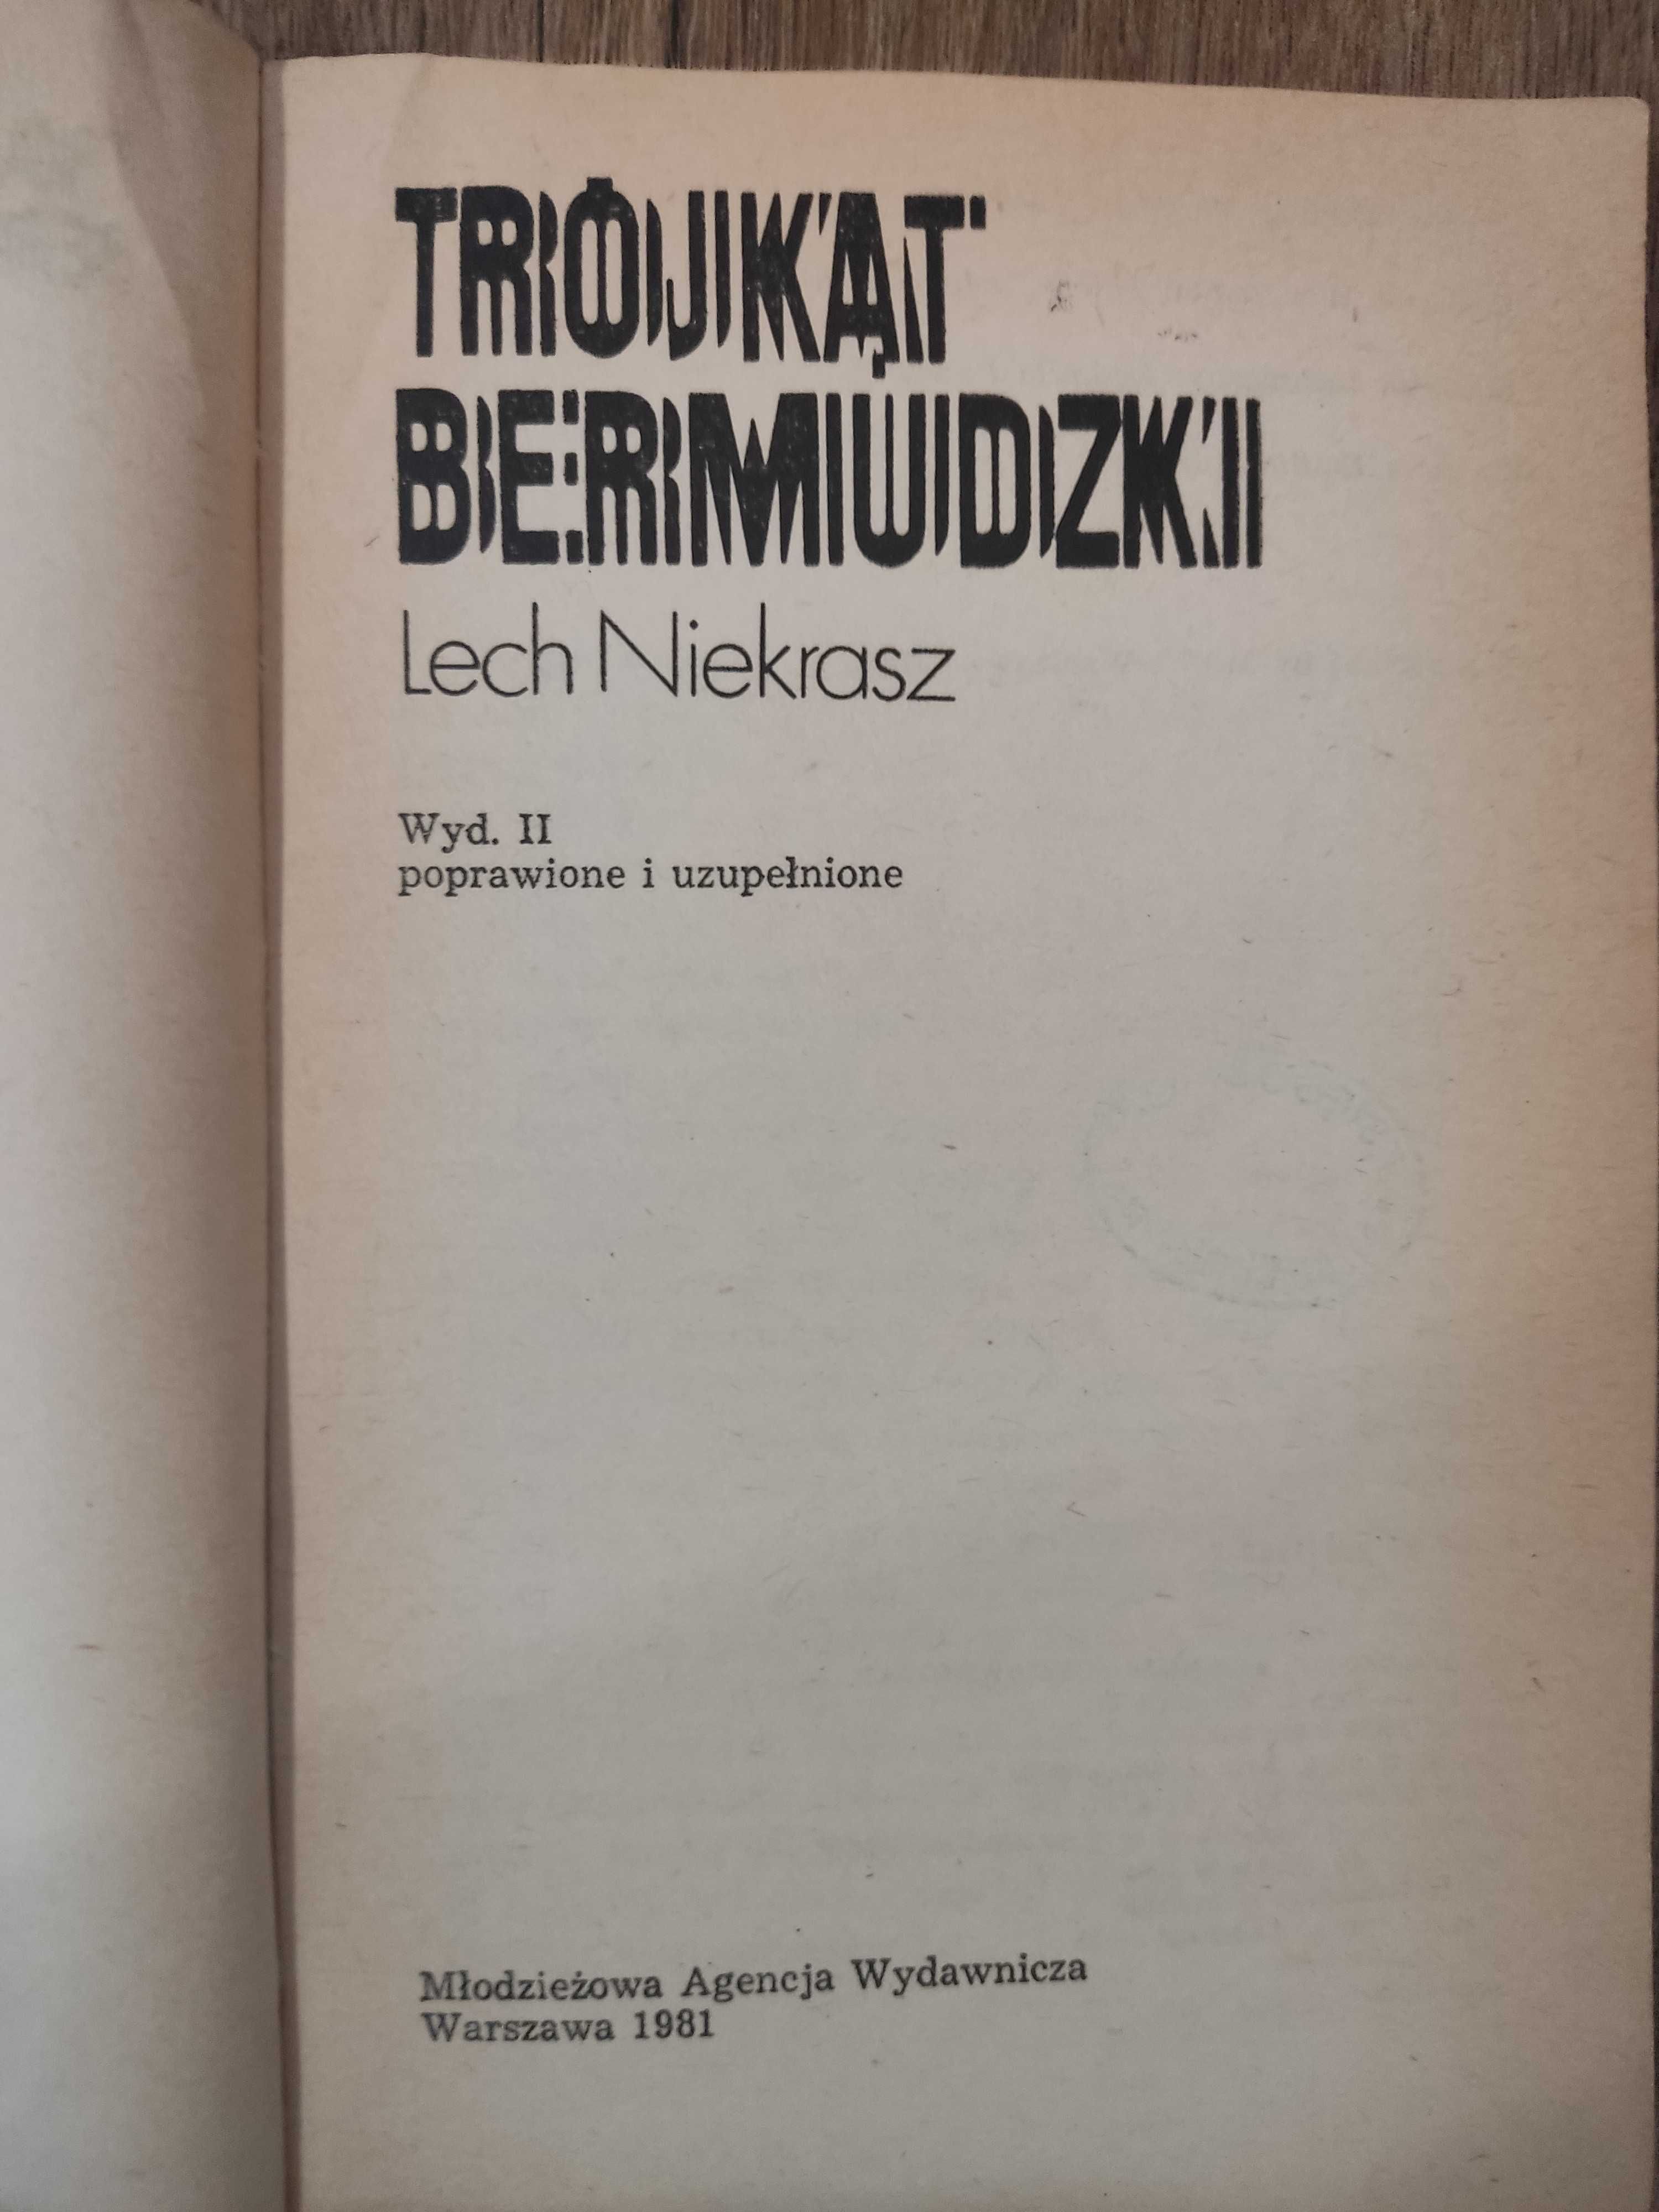 TRÓJKĄT
BERMUDZKI
Lech Niekrasz
Wyd. II
poprawione i uzupełnione
Młodzieżowa Agencja Wydawnicza
Warszawa 1981